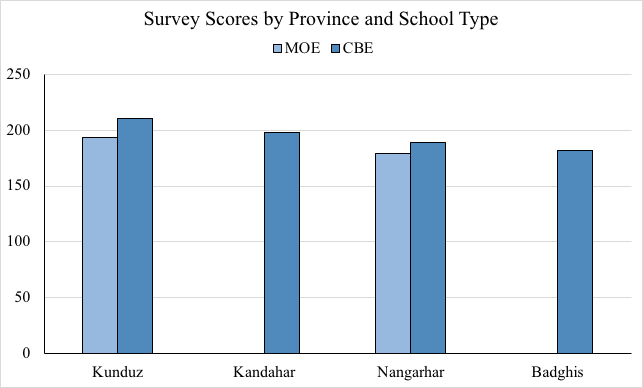 Survey Scores by Province and School Type
MOE CBE
250
200
150
100
50
0
Kunduz Kandahar Nangarhar Badghis